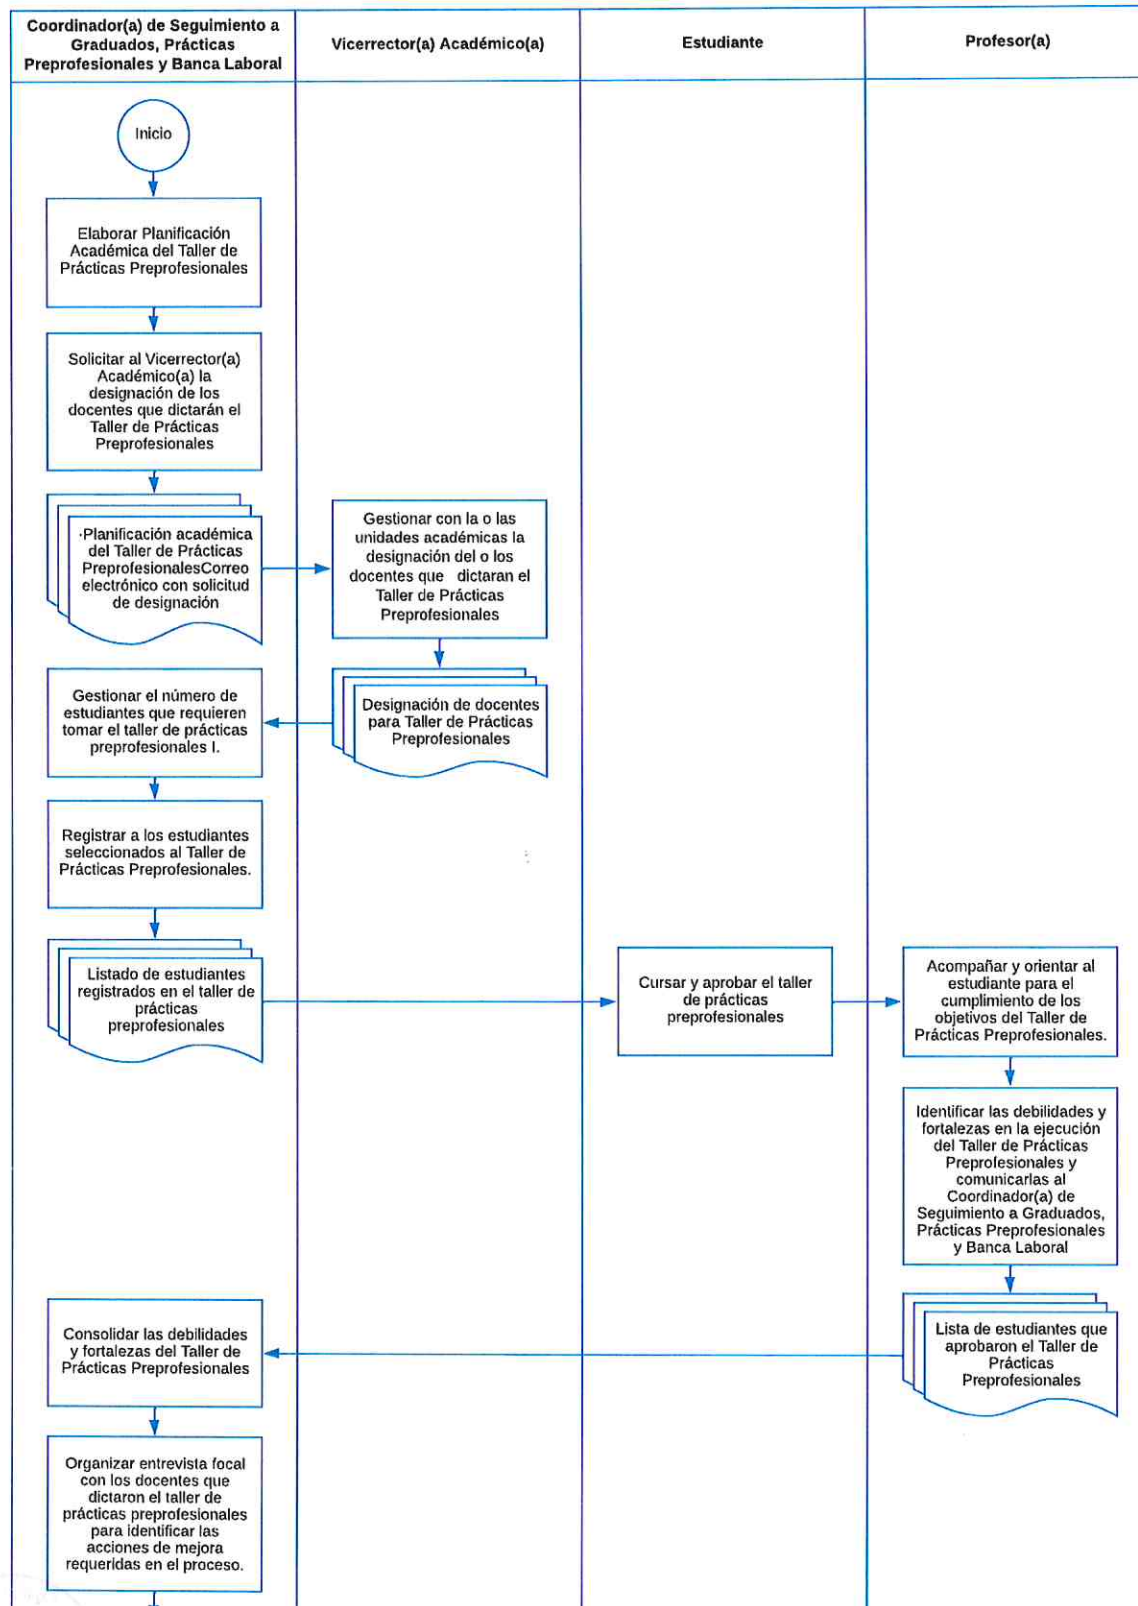 Coordinador(a) de Seguimiento a
Graduados, Prácticas
Preprofesionales y Banca Laboral
Vicerrector(a) Académico(a)
Estudiante
Profesor(a)
Inicio
Elaborar Planificación
Académica del Taller de
Prácticas Preprofesionales
Solicitar al Vicerrector(a)
Académico(a) la
designación de los
docentes que dictarán el
Taller de Prácticas
Preprofesionales
·Planificación académica
del Taller de Prácticas
PreprofesionalesCorreo
electrónico con solicitud
de designación
Gestionar con la o las
unidades académicas la
designación del o los
docentes que dictaran el
Taller de Prácticas
Preprofesionales
Designación de docentes
para Taller de Prácticas
Preprofesionales
Gestionar el número de
estudiantes que requieren
tomar el taller de prácticas
preprofesionales I.
Registrar a los estudiantes
seleccionados al Taller de
Prácticas Preprofesionales.
Listado de estudiantes
registrados en el taller de
prácticas
preprofesionales
Cursar y aprobar el taller
de prácticas
preprofesionales
Acompañar y orientar al
estudiante para el
cumplimiento de los
objetivos del Taller de
Prácticas Preprofesionales.
Identificar las debilidades y
fortalezas en la ejecución
del Taller de Prácticas
Preprofesionales y
comunicarlas al
Coordinador(a) de
Seguimiento a Graduados,
Prácticas Preprofesionales
y Banca Laboral
Lista de estudiantes que
aprobaron el Taller de
Prácticas
Preprofesionales
Consolidar las debilidades
y fortalezas del Taller de
Prácticas Preprofesionales
Organizar entrevista focal
con los docentes que
dictaron el taller de
prácticas preprofesionales
para identificar las
acciones de mejora
requeridas en el proceso.